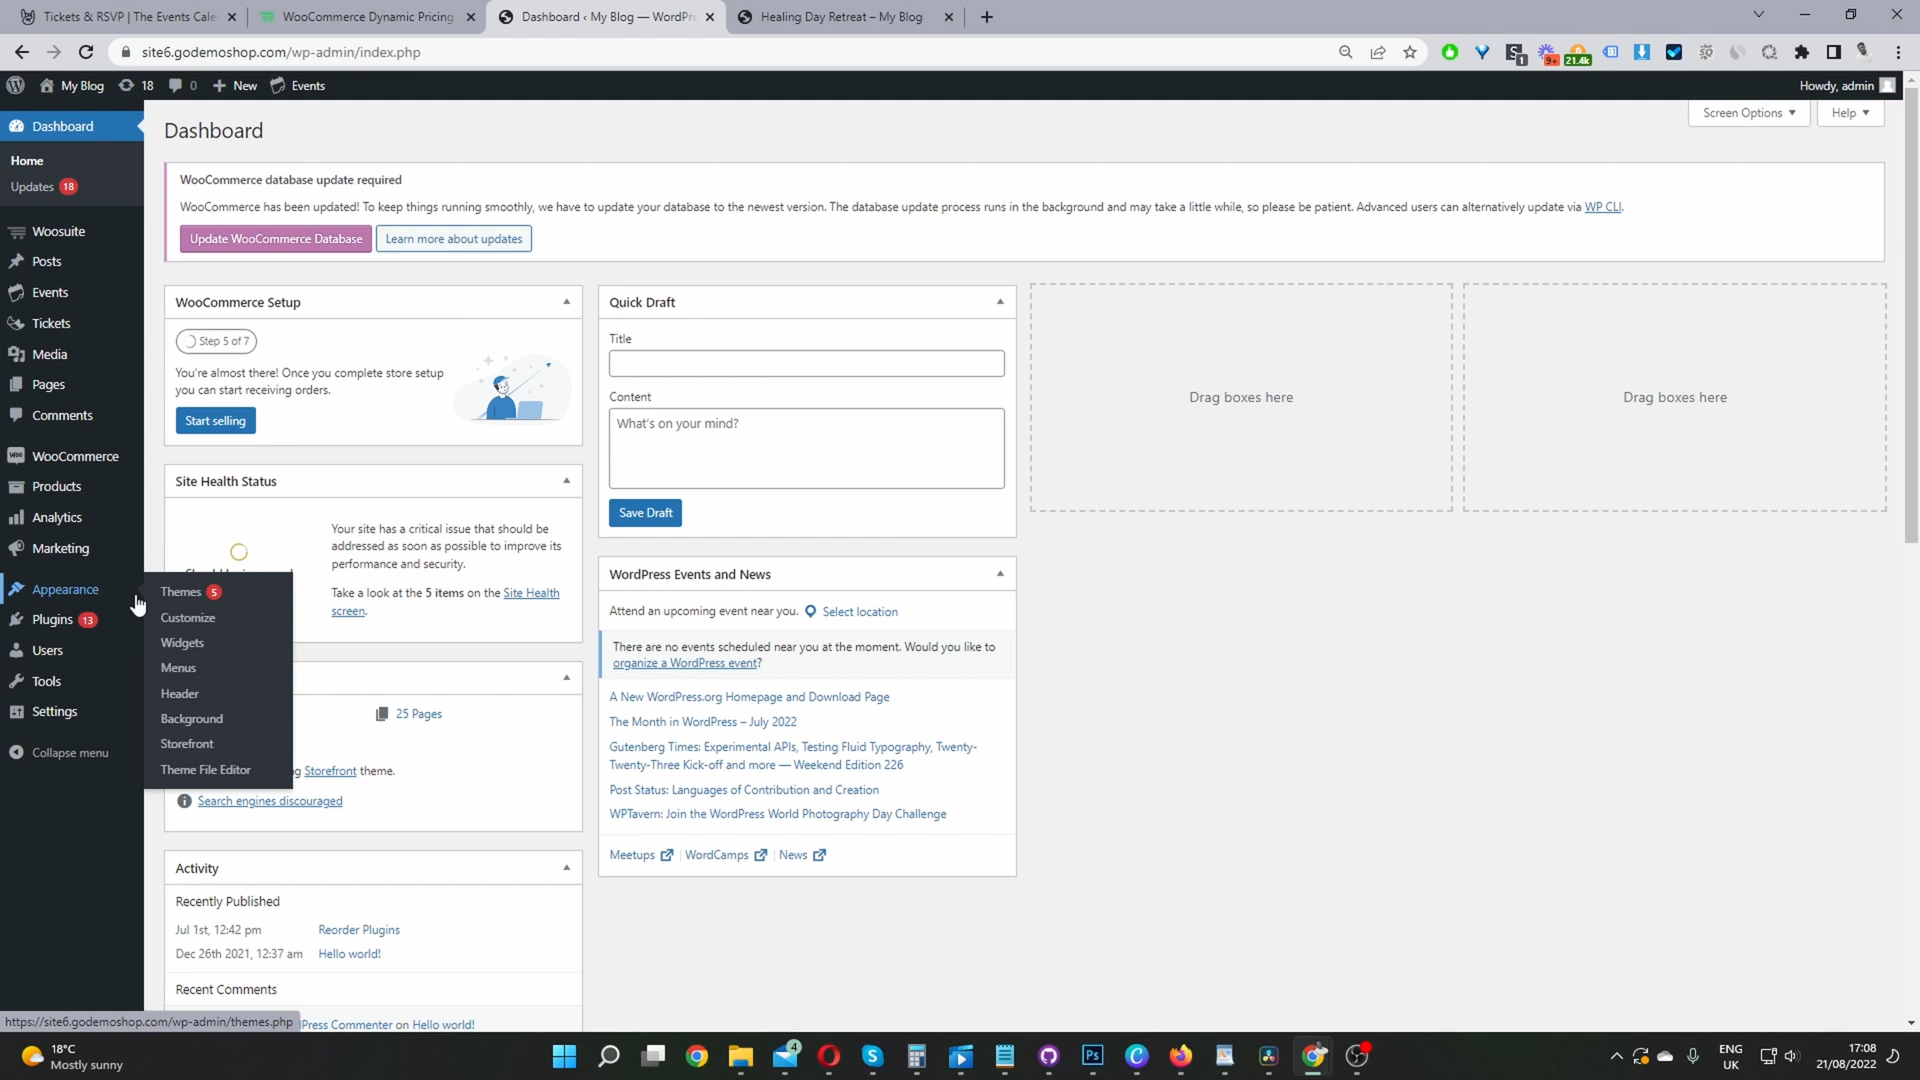 Tickets & RSVP | The Events Cale
WooCommerce Dynamic Pricing
Dashboard ‹ My Blog — WordPre
Healing Day Retreat – My Blog
site6.godemoshop.com/wp-admin/index.php
1
9+
21.4k
My Blog
18
0
New
Events
Howdy, admin
Screen Options
Help
Dashboard
Home
Updates 18
Woosuite
Posts
Events
Tickets
Media
Pages
Comments
WooCommerce
Products
Analytics
Marketing
Appearance
Plugins 13
Users
Tools
Settings
Collapse menu
Themes 5
Customize
Widgets
Menus
Header
Background
Storefront
Theme File Editor
Dashboard
WooCommerce database update required
WooCommerce has been updated! To keep things running smoothly, we have to update your database to the newest version. The database update process runs in the background and may take a little while, so please be patient. Advanced users can alternatively update via WP CLI.
Update WooCommerce Database
Learn more about updates
WooCommerce Setup
Step 5 of 7
You're almost there! Once you complete store setup
you can start receiving orders.
Start selling
Site Health Status
Your site has a critical issue that should be
addressed as soon as possible to improve its
performance and security.
Take a look at the 5 items on the Site Health
screen.
25 Pages
g Storefront theme.
Search engines discouraged
Activity
Recently Published
Jul 1st, 12:42 pm Reorder Plugins
Dec 26th 2021, 12:37 am Hello world!
Recent Comments
Press Commenter on Hello world!
Quick Draft
Title
Content
What's on your mind?
Save Draft
WordPress Events and News
Attend an upcoming event near you. Select location
There are no events scheduled near you at the moment. Would you like to
organize a WordPress event?
A New WordPress.org Homepage and Download Page
The Month in WordPress – July 2022
Gutenberg Times: Experimental APIs, Testing Fluid Typography, Twenty-
Twenty-Three Kick-off and more — Weekend Edition 226
Post Status: Languages of Contribution and Creation
WPTavern: Join the WordPress World Photography Day Challenge
Meetups | WordCamps | News
Drag boxes here
Drag boxes here
https://site6.godemoshop.com/wp-admin/themes.php
18°C
Mostly sunny
4
Ps
ENG
UK
17:08
21/08/2022